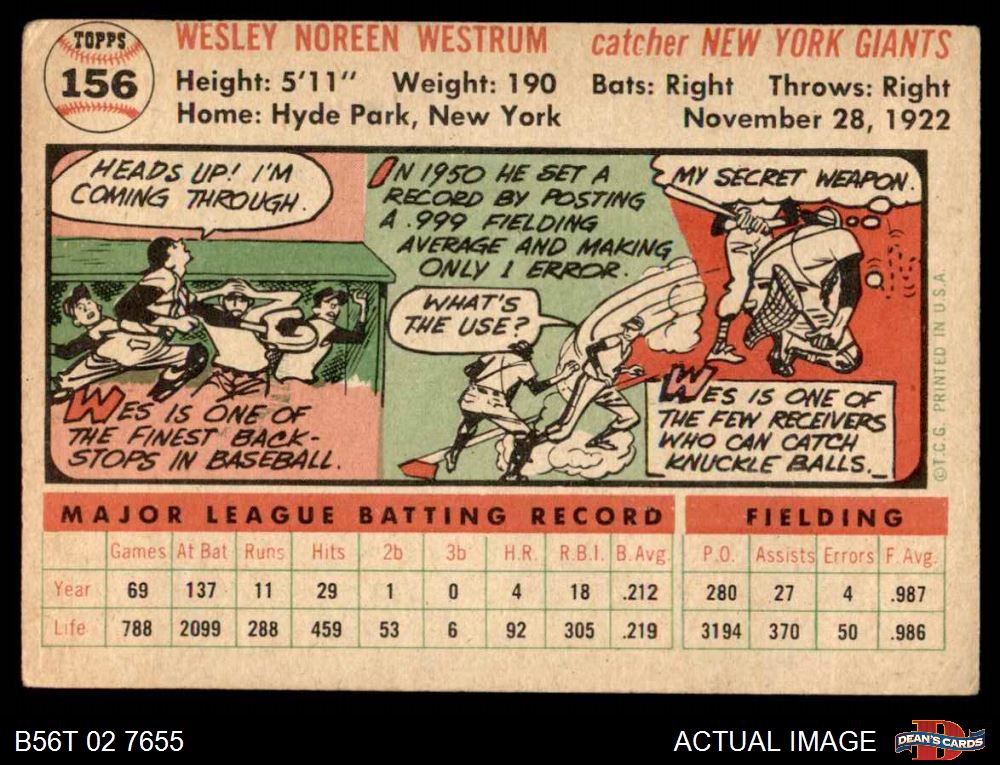 TOPPS
156
WESLEY NOREEN WESTRUM catcher NEW YORK GIANTS
Height: 5'11" Weight: 190 Bats: Right Throws: Right
Home: Hyde Park, New York November 28, 1922
HEADS UP! I'M
COMING THROUGH.
WES IS ONE OF
THE FINEST BACK-
STOPS IN BASEBALL.
IN 1950 HE SET A
RECORD BY POSTING
A .999 FIELDING
AVERAGE AND MAKING
ONLY 1 ERROR.
WHAT'S
THE USE?
MY SECRET WEAPON.
WES IS ONE OF
THE FEW RECEIVERS
WHO CAN CATCH
KNUCKLE BALLS.
©T.C.G. PRINTED IN U.S.A.
MAJOR LEAGUE BATTING RECORD FIELDING
Games At Bat Runs Hits 2b 3b H.R. R.B.I. B.Avg. P.O. Assists Errors F. Avg.
Year 69 137 11 29 1 0 4 18 .212 280 27 4 .987
Life 788 2099 288 459 53 6 92 305 .219 3194 370 50 .986
B56T 02 7655 ACTUAL IMAGE DEAN'S CARDS